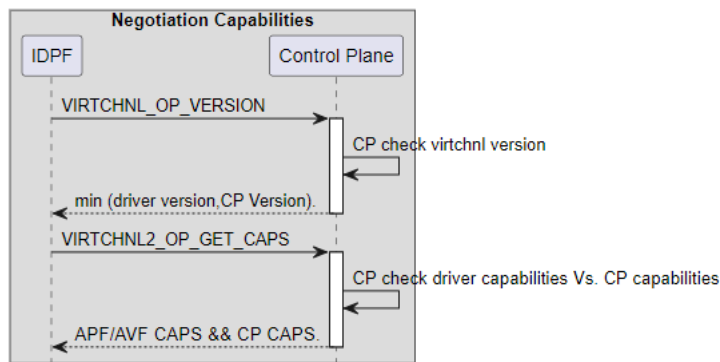 Negotiation Capabilities
IDPF
Control Plane
VIRTCHNL_OP_VERSION
CP check virtchnl version
min (driver version,CP Version).
VIRTCHNL2_OP_GET_CAPS
CP check driver capabilities Vs. CP capabilities
APF/AVF CAPS && CP CAPS.